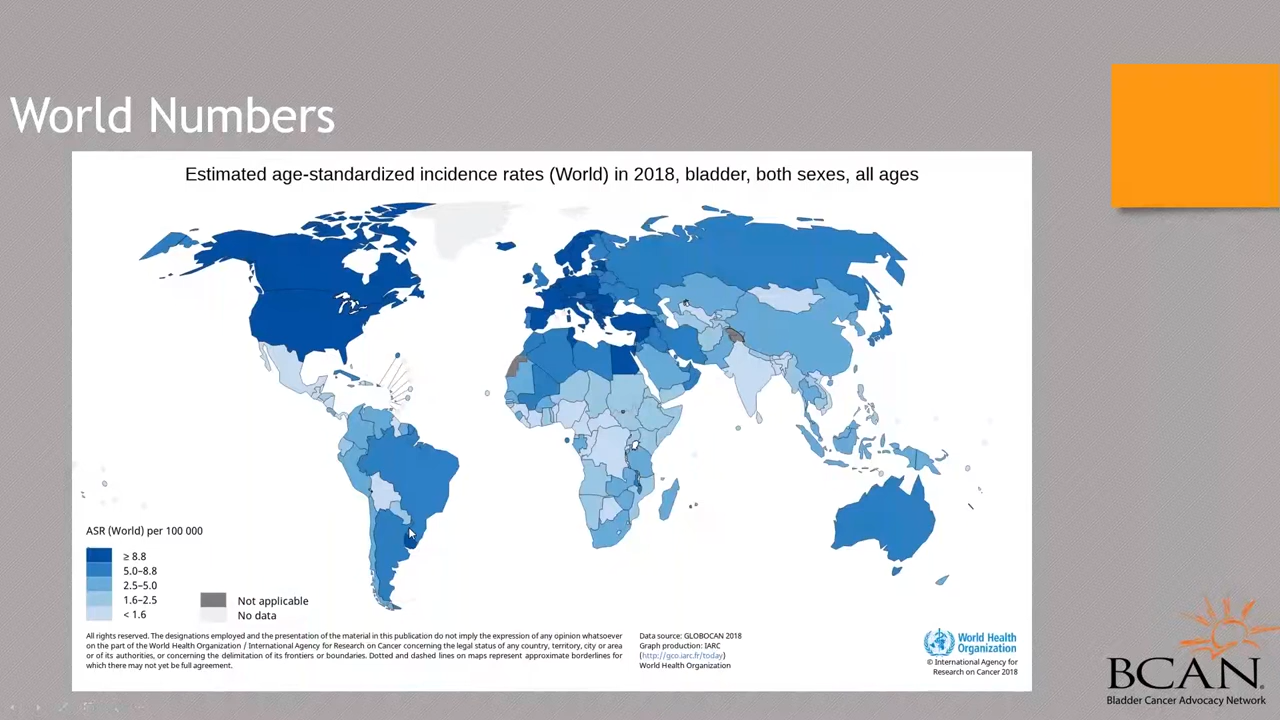 World Numbers
Estimated age-standardized incidence rates (World) in 2018, bladder, both sexes, all ages
ASR (World) per 100 000
≥ 8.8
5.0–8.8
2.5–5.0
1.6–2.5
< 1.6
Not applicable
No data
All rights reserved. The designations employed and the presentation of the material in this publication do not imply the expression of any opinion whatsoever
on the part of the World Health Organization / International Agency for Research on Cancer concerning the legal status of any country, territory, city or area
or of its authorities, or concerning the delimitation of its frontiers or boundaries. Dotted and dashed lines on maps represent approximate borderlines for
which there may not yet be full agreement.
Data source: GLOBOCAN 2018
Graph production: IARC
(http://gco.iarc.fr/today)
World Health Organization
World Health
Organization
© International Agency for
Research on Cancer 2018
BCAN®
Bladder Cancer Advocacy Network